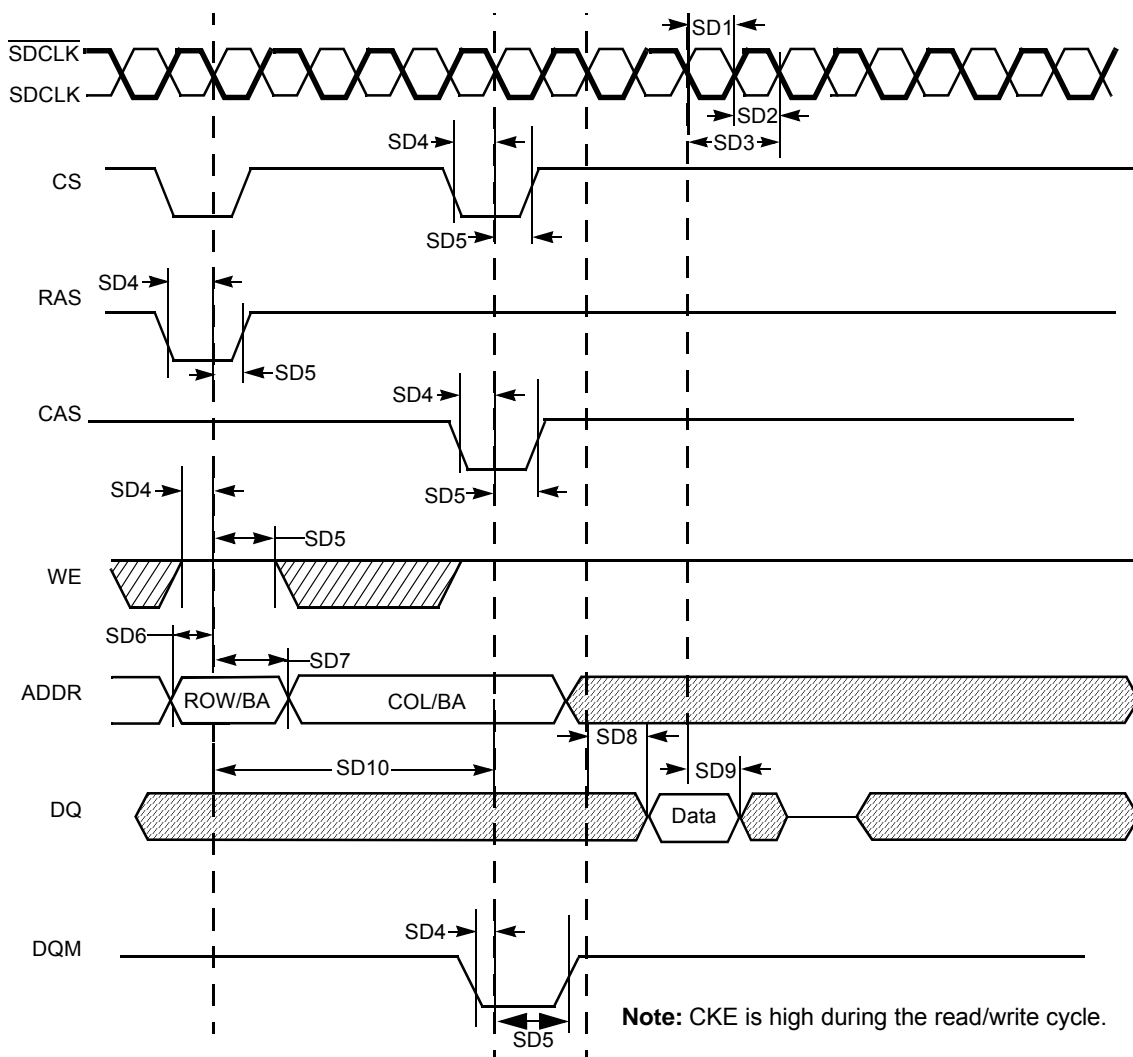 SD1
SDCLK
SDCLK
SD2
SD4
SD3
CS
SD5
SD4
RAS
SD5
SD4
CAS
SD4
SD5
SD5
WE
SD6
SD7
ADDR
ROW/BA
COL/BA
SD8
SD10
SD9
DQ
Data
SD4
DQM
Note: CKE is high during the read/write cycle.
SD5